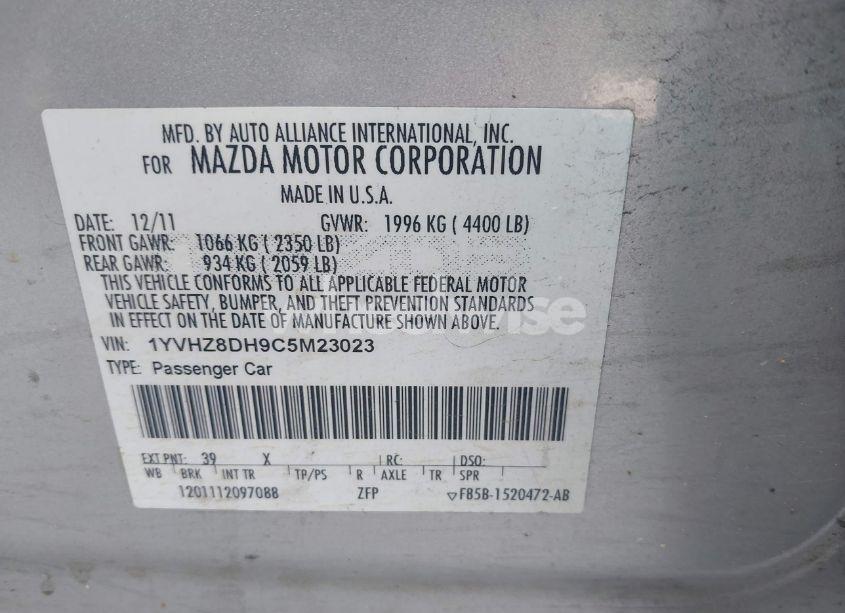 MFD. BY AUTO ALLIANCE INTERNATIONAL, INC.
FOR MAZDA MOTOR CORPORATION
MADE IN U.S.A.
DATE: 12/11 GVWR: 1996 KG ( 4400 LB)
FRONT GAWR: 1066 KG ( 2350 LB)
REAR GAWR: 934 KG ( 2059 LB)
THIS VEHICLE CONFORMS TO ALL APPLICABLE FEDERAL MOTOR
VEHICLE SAFETY, BUMPER, AND THEFT PREVENTION STANDARDS
IN EFFECT ON THE DATE OF MANUFACTURE SHOWN ABOVE.
VIN: 1YVHZ8DH9C5M23023
TYPE: Passenger Car
EXT PNT: 39 X RC: DSO:
WB BRK INT TR TP/PS R AXLE TR SPR
1201112097088 ZFP ▽FB5B-1520472-AB